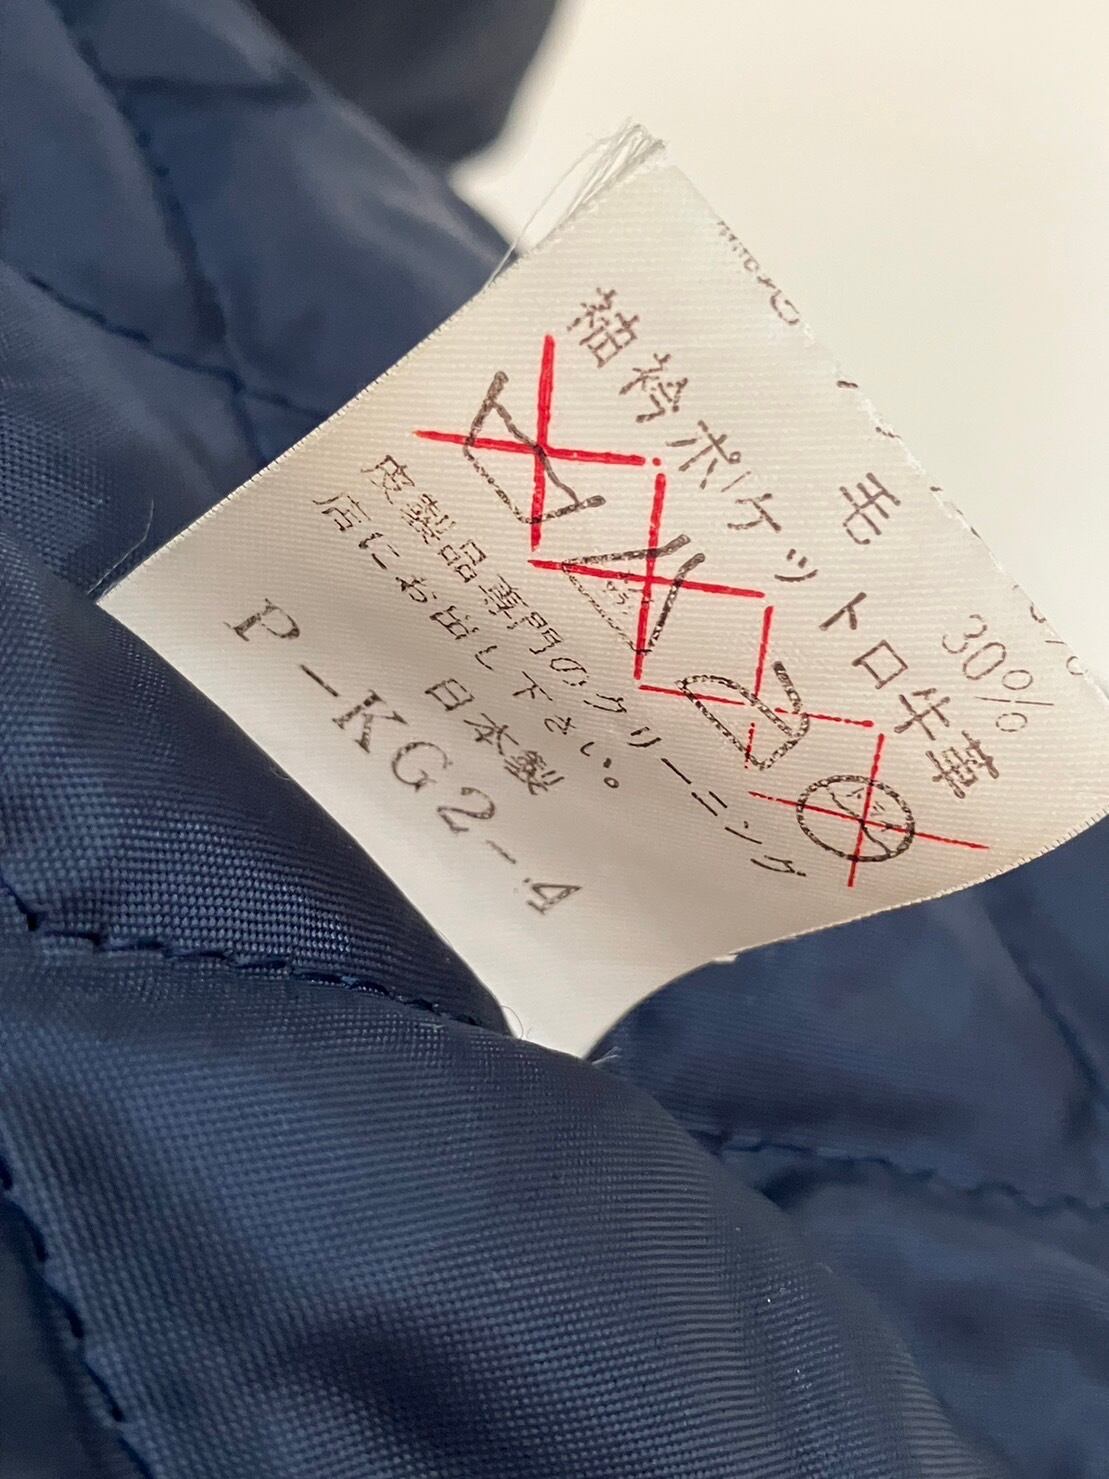 毛 30%
袖衿ポケット口牛革
皮製品専門のクリーニング
店にお出し下さい。
日本製
P-KG2-4